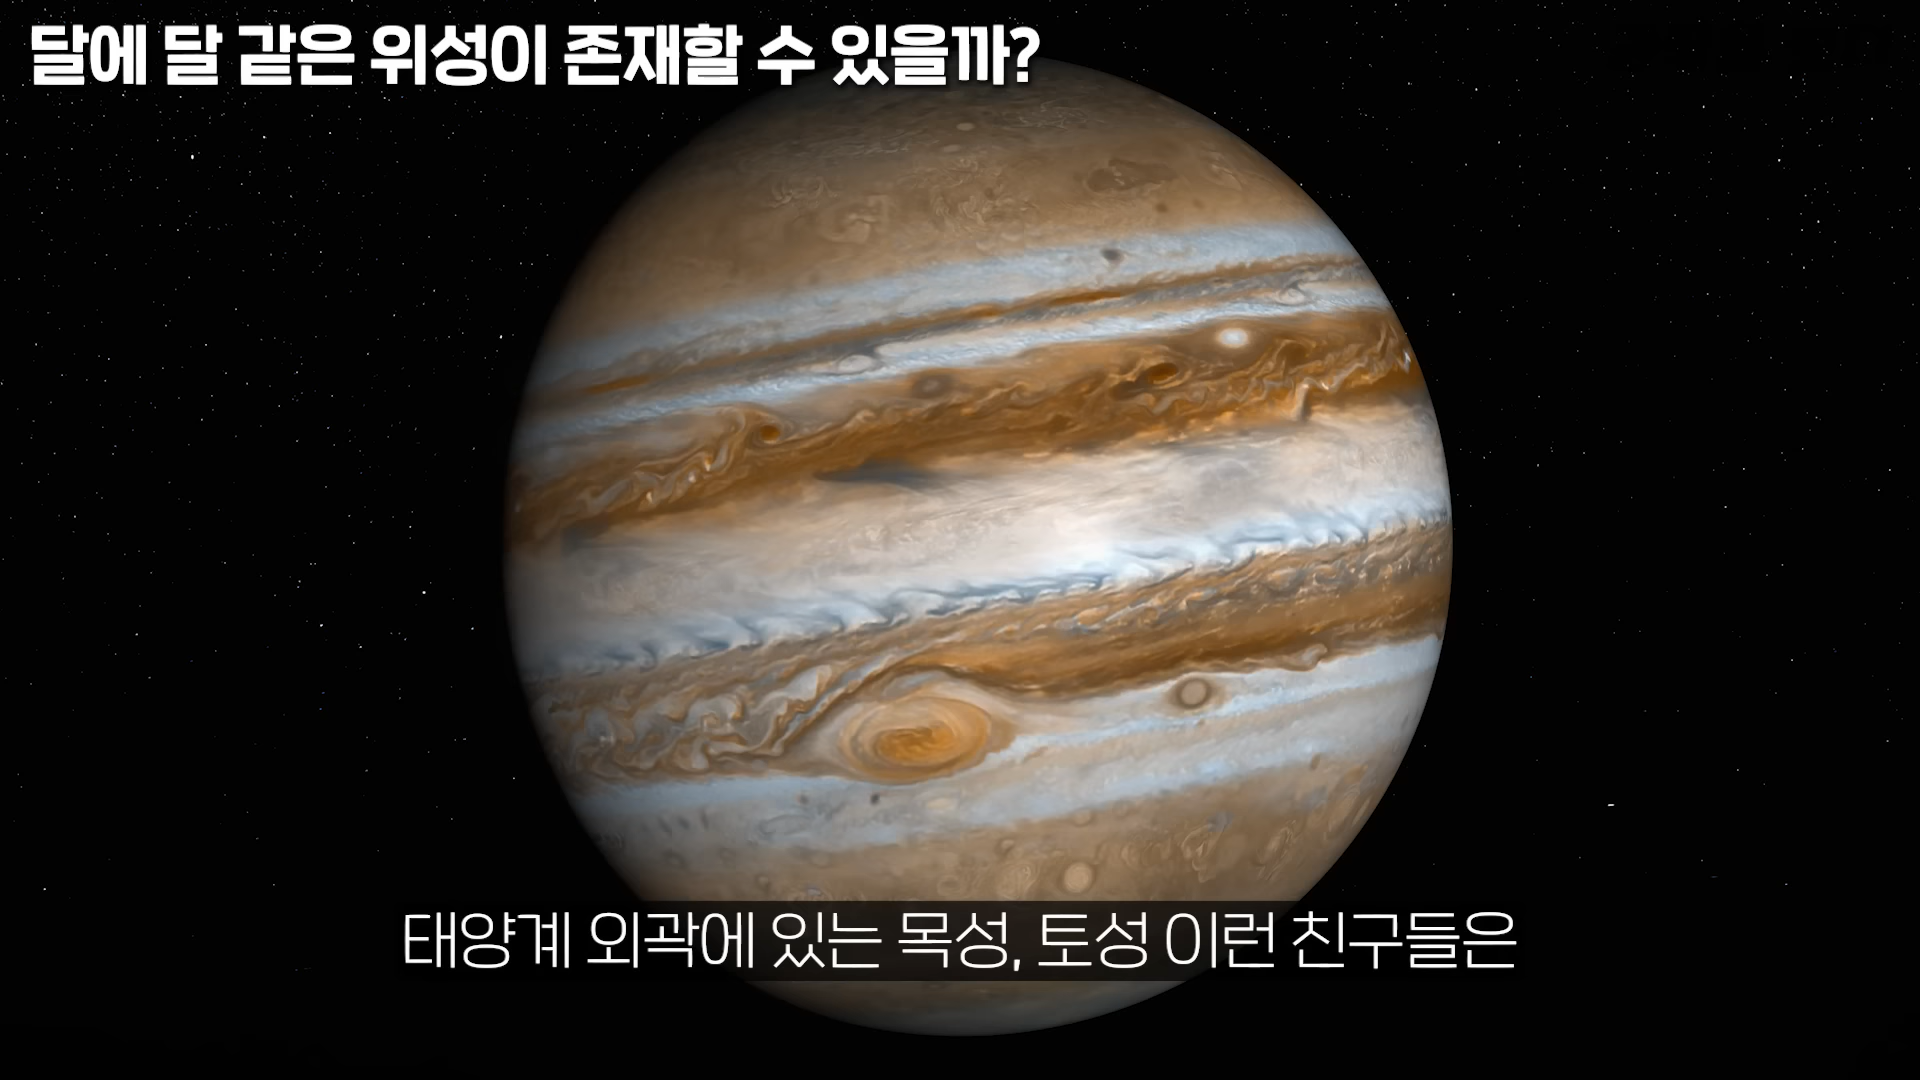 달에 달 같은 위성이 존재할 수 있을까?
태양계 외곽에 있는 목성, 토성 이런 친구들은